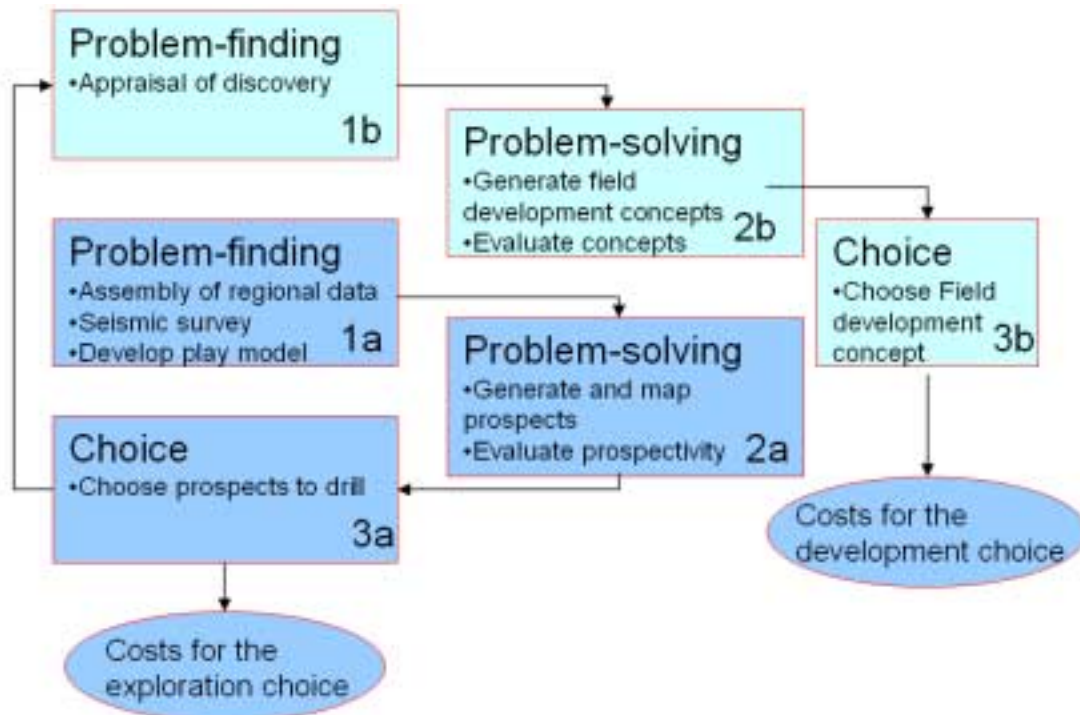 Problem-finding
•Appraisal of discovery
1b
Problem-solving
•Generate field
development concepts
•Evaluate concepts
2b
Choice
•Choose Field
development
concept
3b
Problem-finding
•Assembly of regional data
•Seismic survey
•Develop play model
1a
Problem-solving
•Generate and map
prospects
•Evaluate prospectivity
2a
Choice
•Choose prospects to drill
3a
Costs for the
development choice
Costs for the
exploration choice